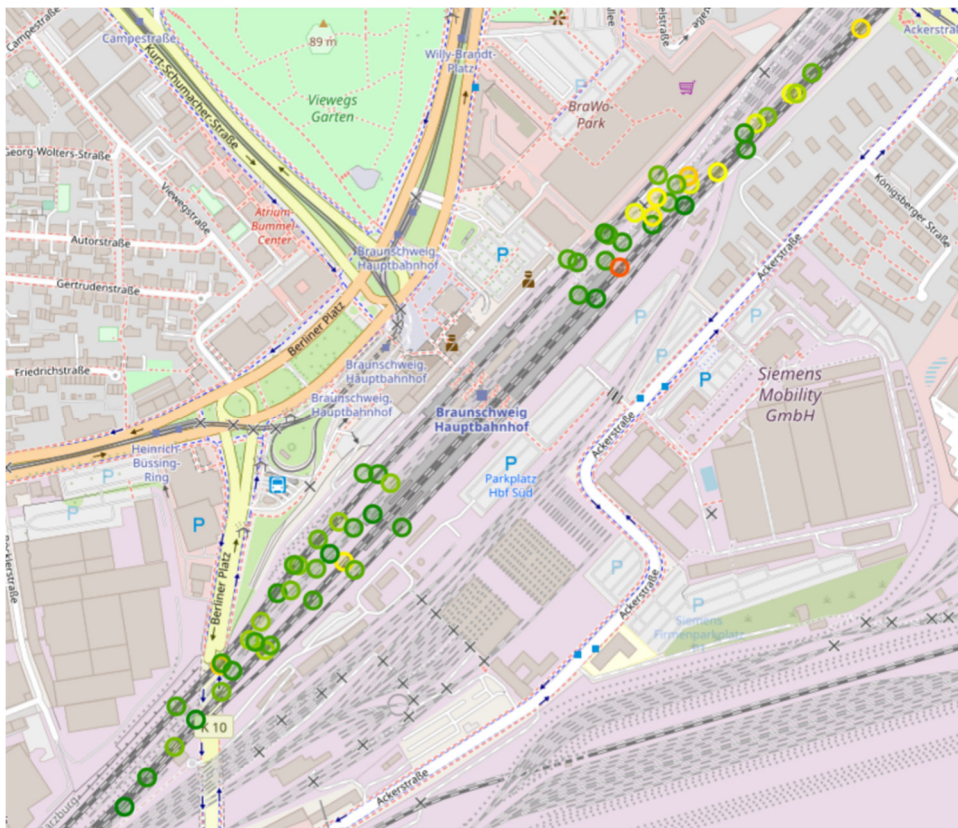 Campestraße
Campestraße
89 m
Willy-Brandt-
Platz
Kurt-Schumacher-Straße
Viewegs
Garten
P
BraWo-
Park
Georg-Wolters-Straße
Viewegstraße
Atrium-
Bummel-
Center
Autorstraße
Gertrudenstraße
Braunschweig,
Hauptbahnhof
P
Königsberger Straße
Ackerstraße
Berliner Platz
P
P
P
Friedrichstraße
Braunschweig,
Hauptbahnhof
Braunschweig,
Hauptbahnhof
Braunschweig
Hauptbahnhof
Siemens
Mobility
GmbH
Heinrich-
Büssing-
Ring
Ackerstraße
P
Parkplatz
Hbf Süd
P
P
P
Berliner Platz
P
Ackerstraße
P
Siemens
Firmenparkplatz
K 10
Ackerstraße